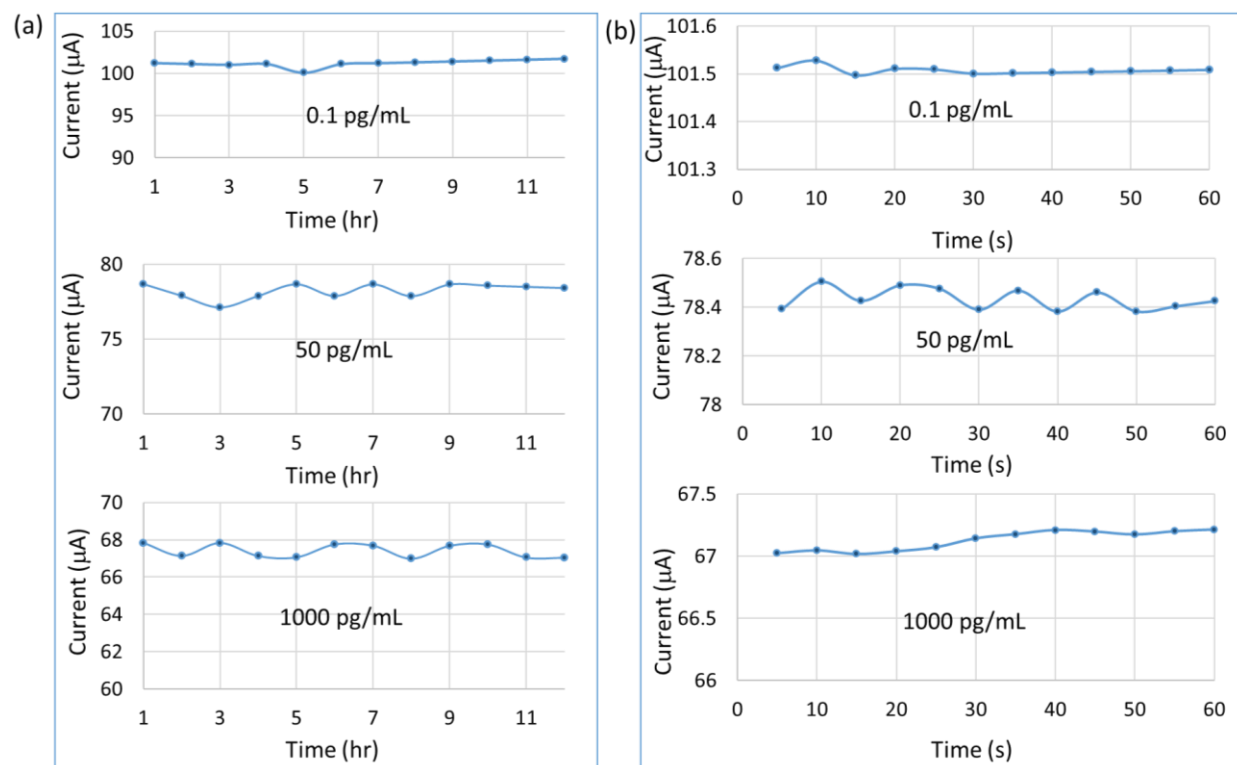 (a)
Current (µA)
105
100
95
90
0.1 pg/mL
1 3 5 7 9 11
Time (hr)
Current (µA)
80
75
70
50 pg/mL
1 3 5 7 9 11
Time (hr)
Current (µA)
70
68
66
64
62
60
1000 pg/mL
1 3 5 7 9 11
Time (hr)
(b)
Current (µA)
101.6
101.5
101.4
101.3
0.1 pg/mL
0 10 20 30 40 50 60
Time (s)
Current (µA)
78.6
78.4
78.2
78
50 pg/mL
0 10 20 30 40 50 60
Time (s)
Current (µA)
67.5
67
66.5
66
1000 pg/mL
0 10 20 30 40 50 60
Time (s)